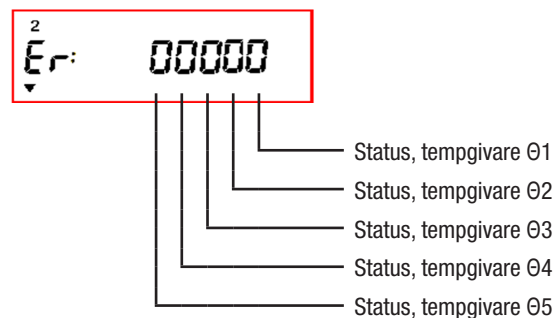 2
Er: 00000
Status, tempgivare Θ1
Status, tempgivare Θ2
Status, tempgivare Θ3
Status, tempgivare Θ4
Status, tempgivare Θ5